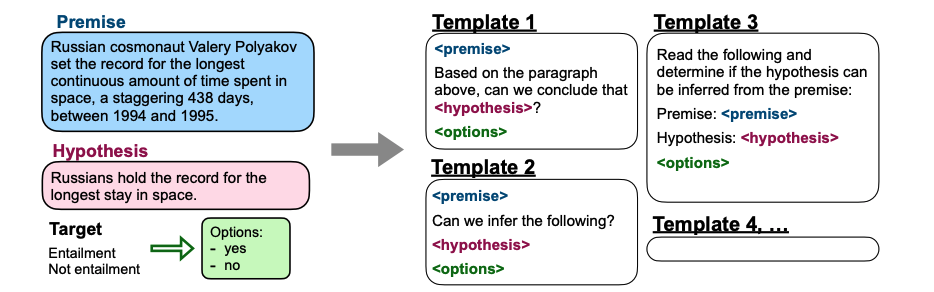 Premise
Russian cosmonaut Valery Polyakov
set the record for the longest
continuous amount of time spent in
space, a staggering 438 days,
between 1994 and 1995.
Hypothesis
Russians hold the record for the
longest stay in space.
Target
Entailment
Not entailment
Options:
- yes
- no
Template 1
<premise>
Based on the paragraph
above, can we conclude that
<hypothesis>?
<options>
Template 2
<premise>
Can we infer the following?
<hypothesis>
<options>
Template 3
Read the following and
determine if the hypothesis can
be inferred from the premise:
Premise: <premise>
Hypothesis: <hypothesis>
<options>
Template 4, ...